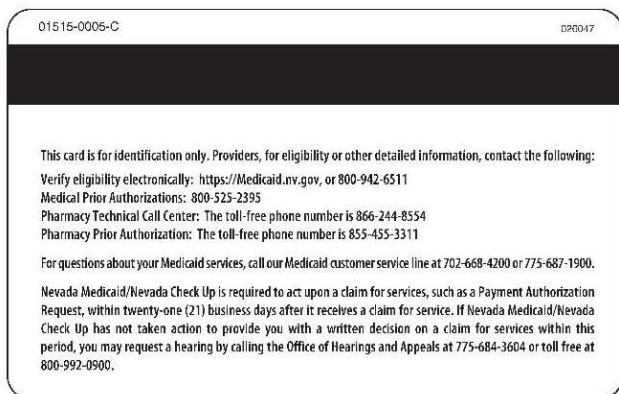 01515-0005-C 026047
This card is for identification only. Providers, for eligibility or other detailed information, contact the following:
Verify eligibility electronically: https://Medicaid.nv.gov, or 800-942-6511
Medical Prior Authorizations: 800-525-2395
Pharmacy Technical Call Center: The toll-free phone number is 866-244-8554
Pharmacy Prior Authorization: The toll-free phone number is 855-455-3311
For questions about your Medicaid services, call our Medicaid customer service line at 702-668-4200 or 775-687-1900.
Nevada Medicaid/Nevada Check Up is required to act upon a claim for services, such as a Payment Authorization
Request, within twenty-one (21) business days after it receives a claim for service. If Nevada Medicaid/Nevada
Check Up has not taken action to provide you with a written decision on a claim for services within this
period, you may request a hearing by calling the Office of Hearings and Appeals at 775-684-3604 or toll free at
800-992-0900.